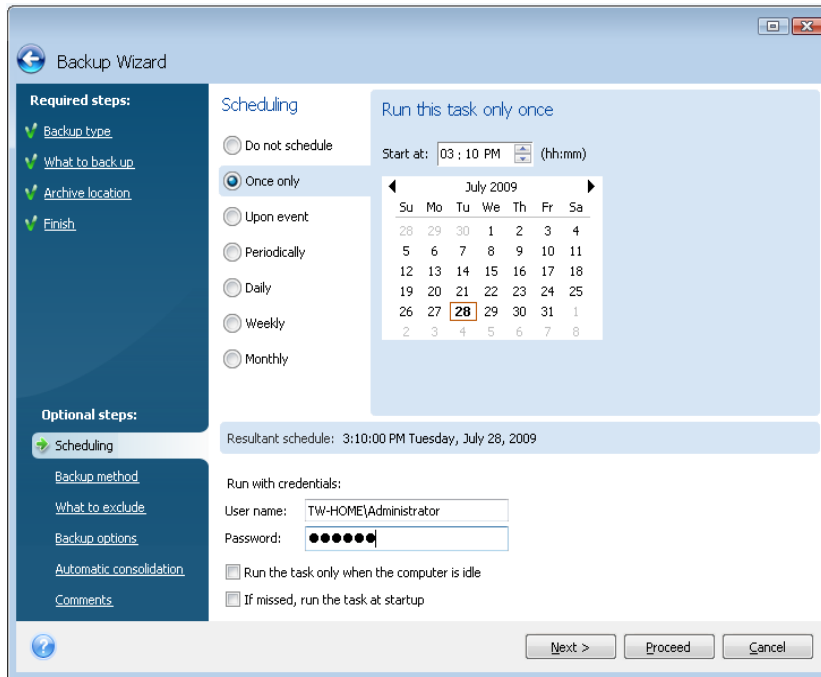 Backup Wizard
Required steps:
Backup type
What to back up
Archive location
Finish
Optional steps:
Scheduling
Backup method
What to exclude
Backup options
Automatic consolidation
Comments
Scheduling
Do not schedule
Once only
Upon event
Periodically
Daily
Weekly
Monthly
Run this task only once
Start at: 03 : 10 PM (hh:mm)
July 2009
Su Mo Tu We Th Fr Sa
28 29 30 1 2 3 4
5 6 7 8 9 10 11
12 13 14 15 16 17 18
19 20 21 22 23 24 25
26 27 28 29 30 31 1
2 3 4 5 6 7 8
Resultant schedule: 3:10:00 PM Tuesday, July 28, 2009
Run with credentials:
User name: TW-HOME\Administrator
Password: ●●●●●●
Run the task only when the computer is idle
If missed, run the task at startup
?
Next >
Proceed
Cancel